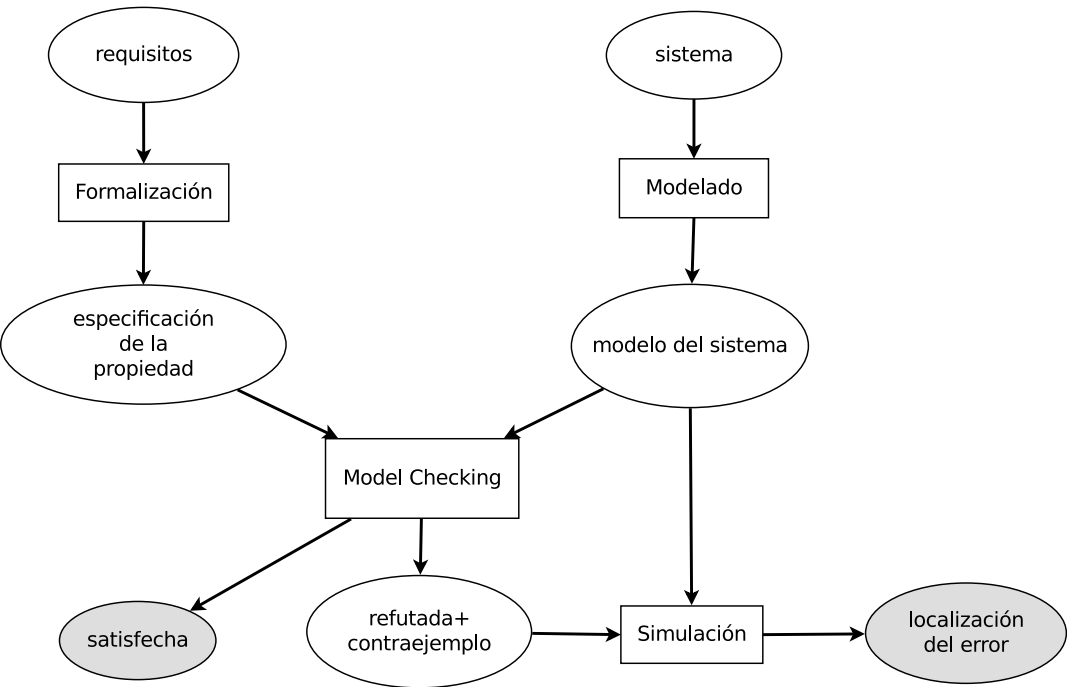 requisitos
sistema
Formalización
Modelado
especificación
de la
propiedad
modelo del sistema
Model Checking
satisfecha
refutada+
contraejemplo
Simulación
localización
del error